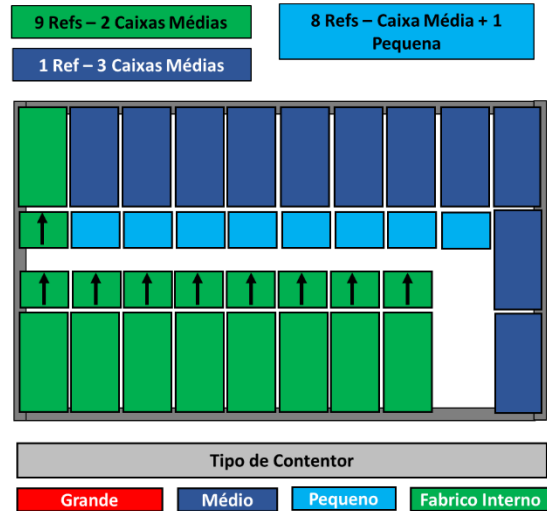 9 Refs – 2 Caixas Médias
8 Refs – Caixa Média + 1
Pequena
1 Ref – 3 Caixas Médias
Tipo de Contentor
Grande
Médio
Pequeno
Fabrico Interno